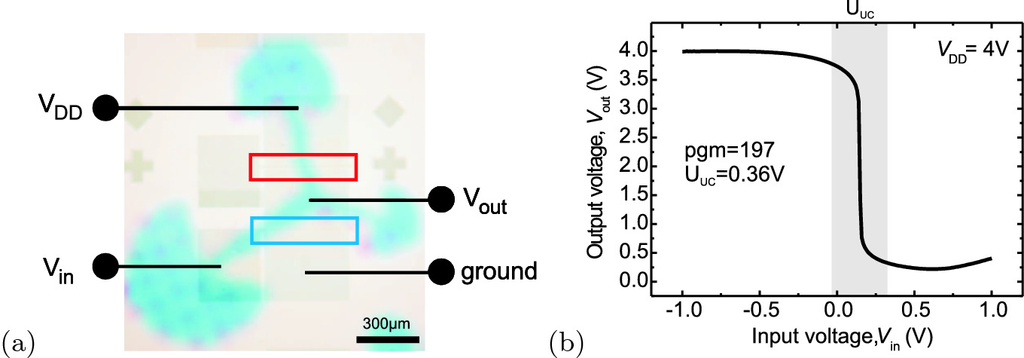 V_DD
V_out
V_in
ground
300µm
(a)
U_UC
V_DD= 4V
4.0
3.5
3.0
2.5
2.0
1.5
1.0
0.5
0.0
Output voltage, V_out (V)
pgm=197
U_UC=0.36V
-1.0 -0.5 0.0 0.5 1.0
Input voltage,V_in (V)
(b)